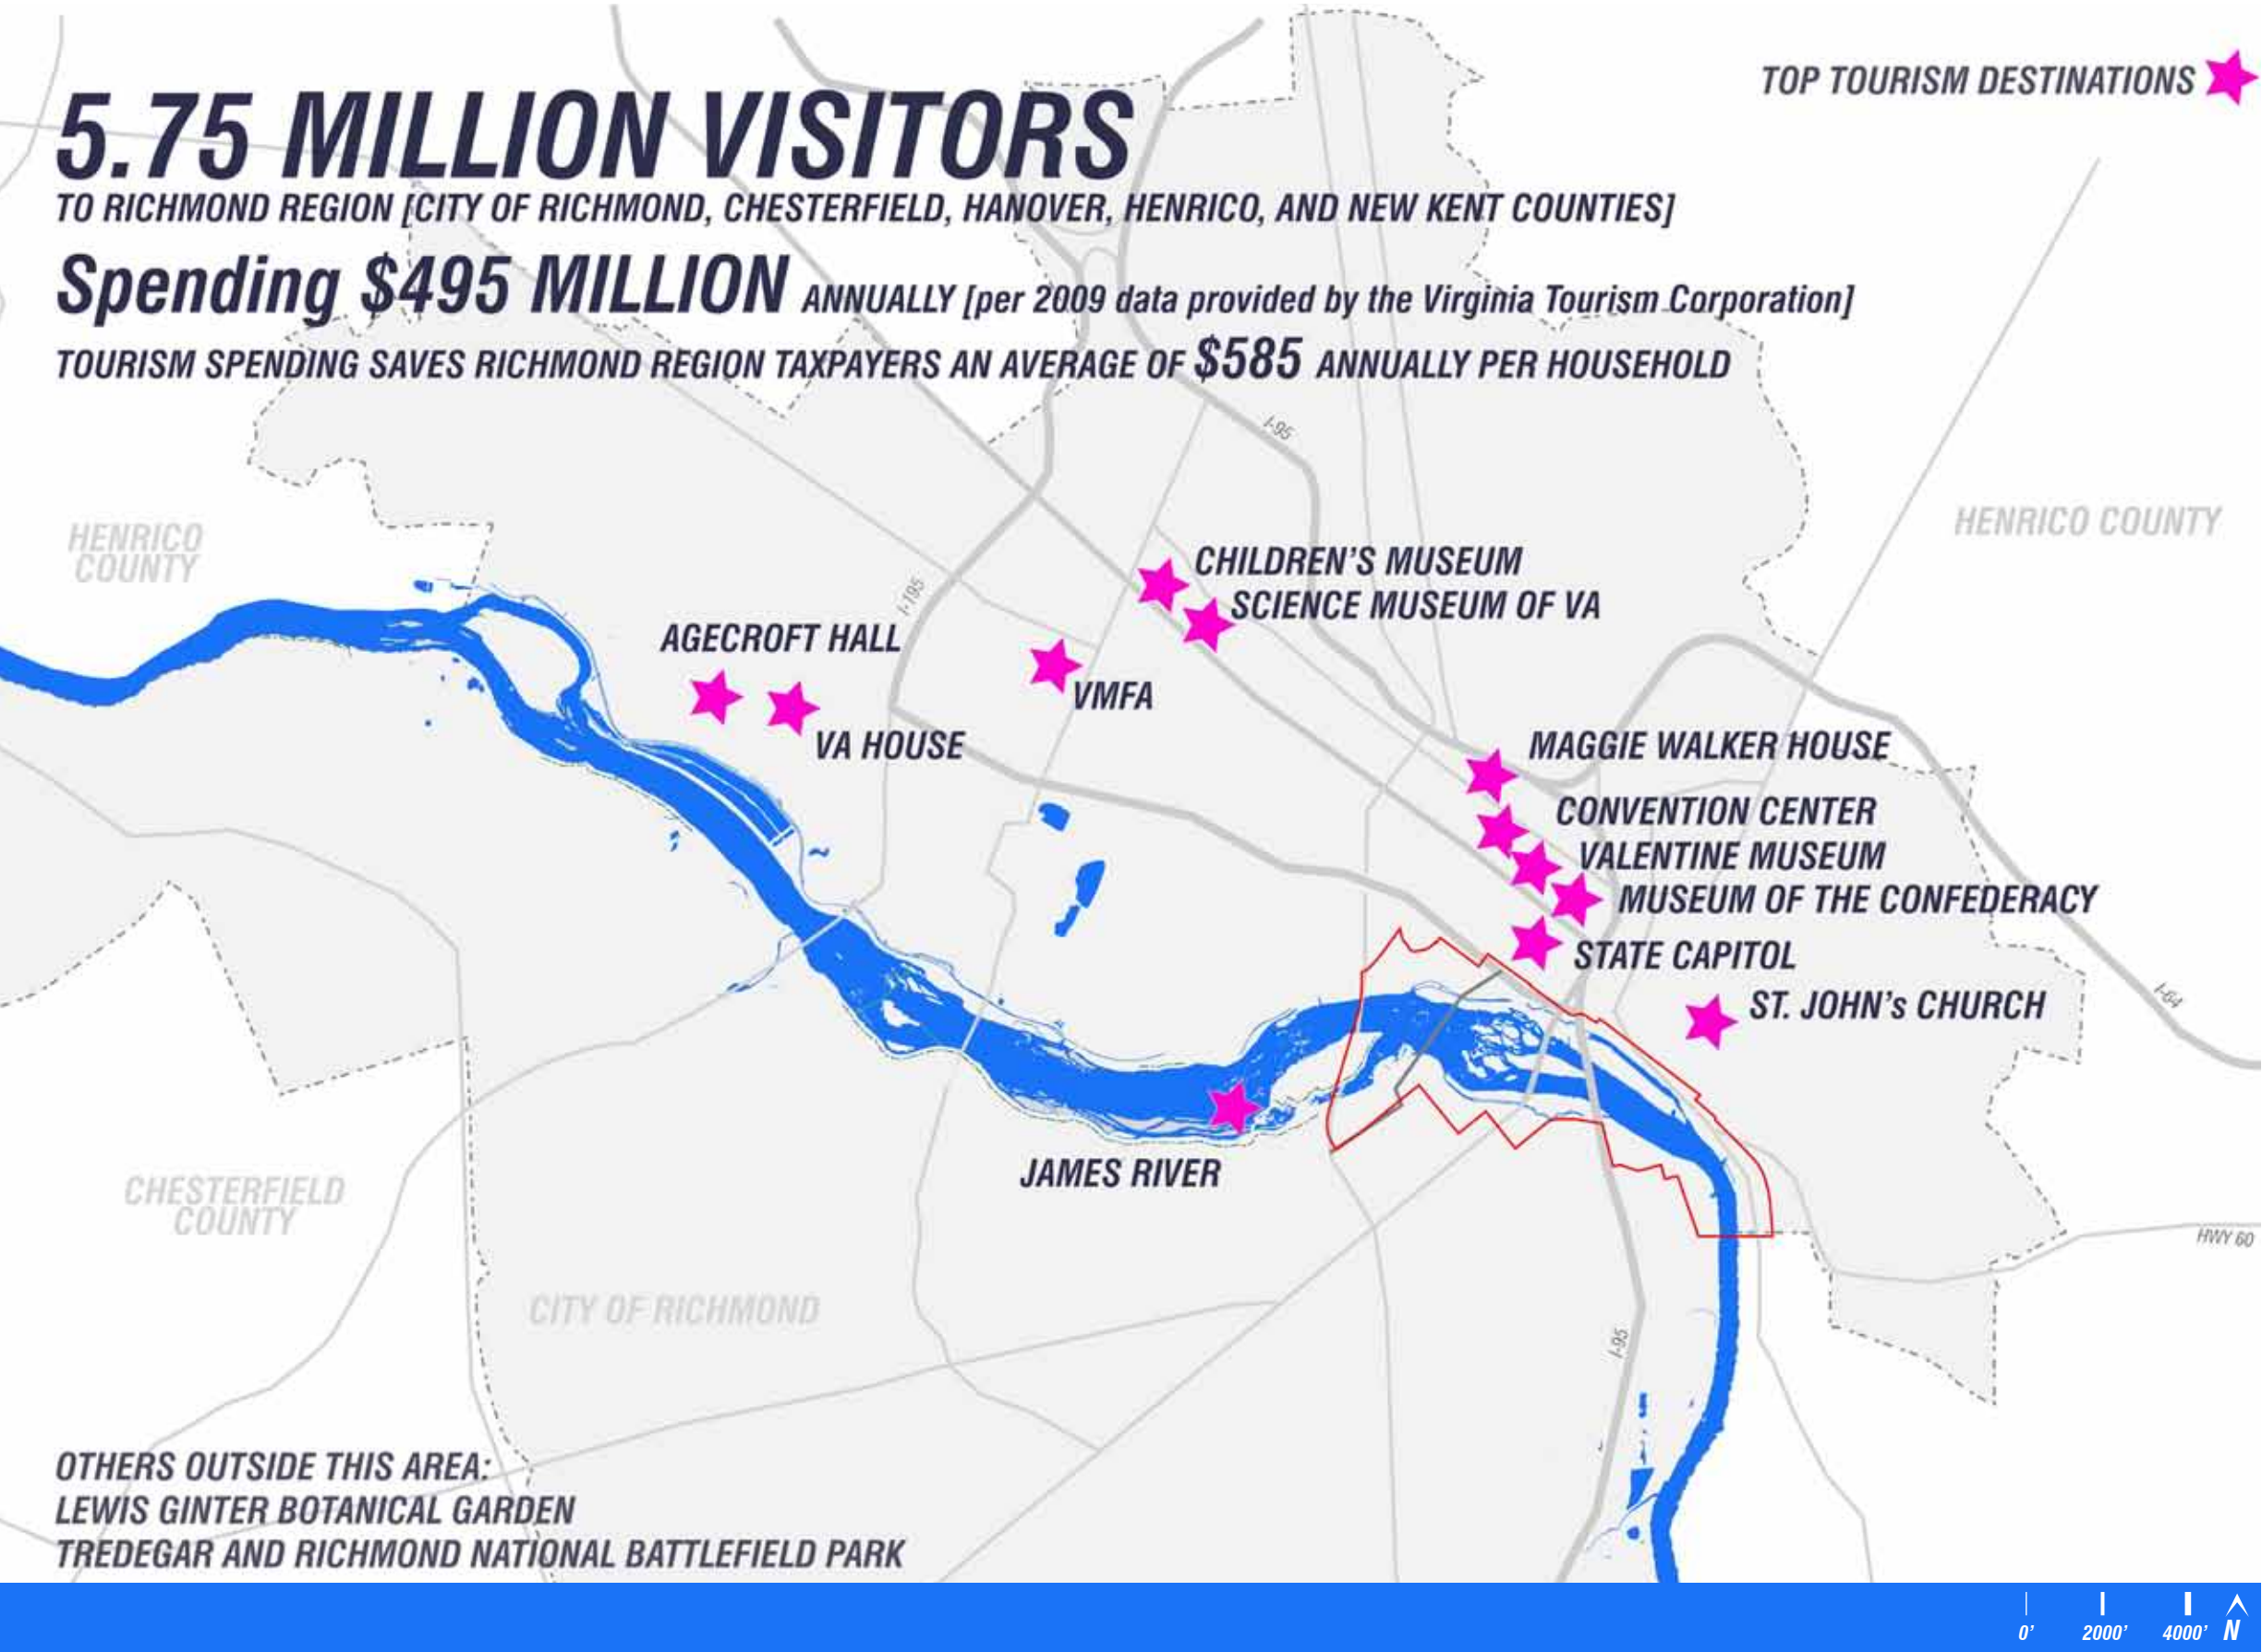 TOP TOURISM DESTINATIONS
5.75 MILLION VISITORS
TO RICHMOND REGION [CITY OF RICHMOND, CHESTERFIELD, HANOVER, HENRICO, AND NEW KENT COUNTIES]
Spending $495 MILLION ANNUALLY [per 2009 data provided by the Virginia Tourism Corporation]
TOURISM SPENDING SAVES RICHMOND REGION TAXPAYERS AN AVERAGE OF $585 ANNUALLY PER HOUSEHOLD
I-95
HENRICO
COUNTY
HENRICO COUNTY
CHILDREN'S MUSEUM
SCIENCE MUSEUM OF VA
I-195
AGECROFT HALL
VMFA
VA HOUSE
MAGGIE WALKER HOUSE
CONVENTION CENTER
VALENTINE MUSEUM
MUSEUM OF THE CONFEDERACY
STATE CAPITOL
I-64
ST. JOHN's CHURCH
JAMES RIVER
CHESTERFIELD
COUNTY
HWY 60
CITY OF RICHMOND
I-95
OTHERS OUTSIDE THIS AREA:
LEWIS GINTER BOTANICAL GARDEN
TREDEGAR AND RICHMOND NATIONAL BATTLEFIELD PARK
0' 2000' 4000' N